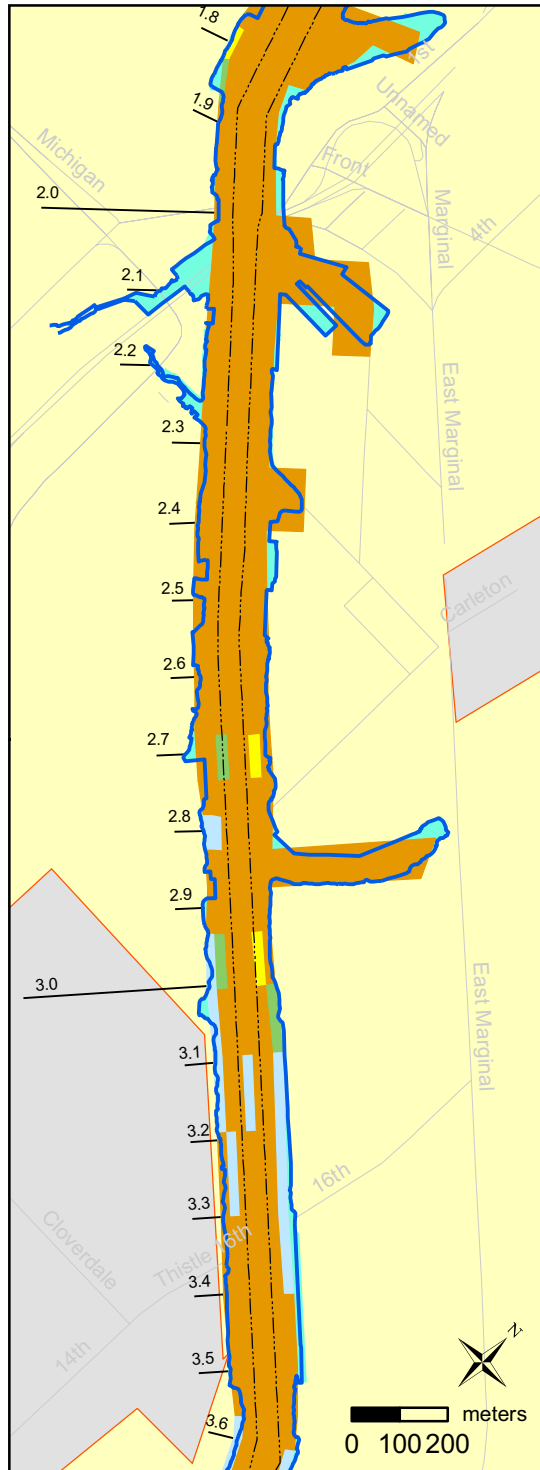 1.8
1st
1.9
Unnamed
Michigan
Front
2.0
Marginal
4th
2.1
2.2
East Marginal
2.3
2.4
2.5
Carleton
2.6
2.7
2.8
2.9
3.0
East Marginal
3.1
3.2
16th
3.3
Cloverdale
Thistle 16th
3.4
14th
3.5
N
3.6
meters
0 100 200